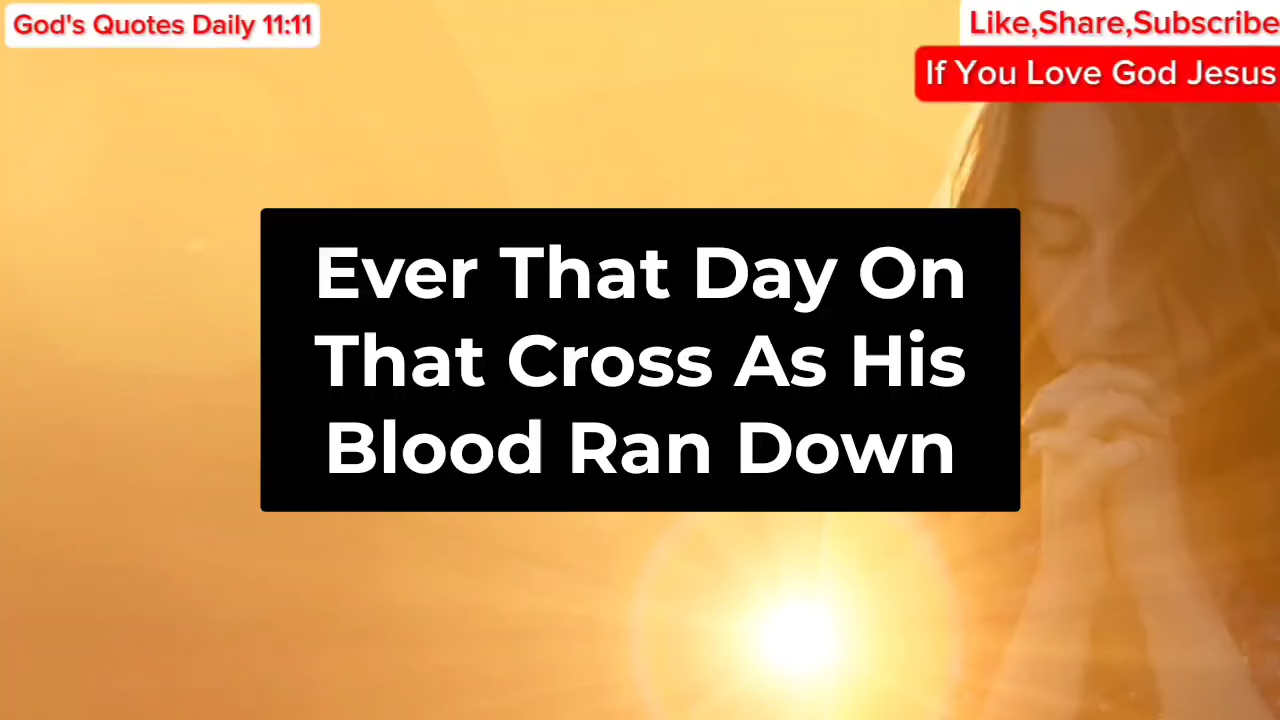 God's Quotes Daily 11:11
Like,Share,Subscribe
If You Love God Jesus
Ever That Day On
That Cross As His
Blood Ran Down